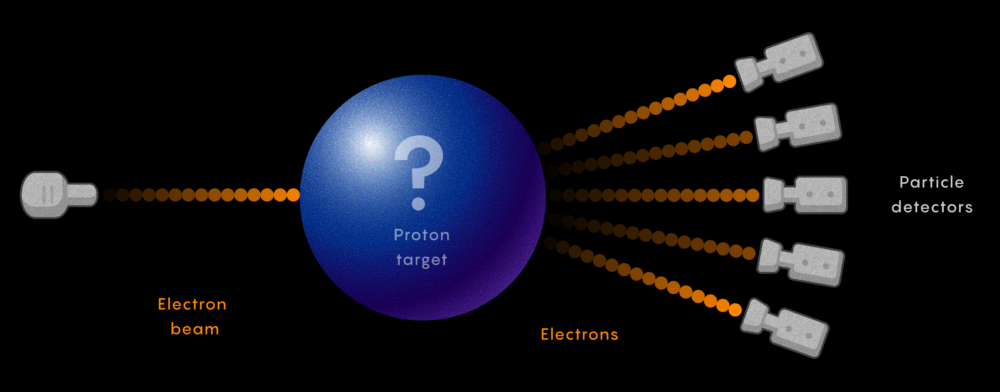 ?
Proton
target
Electron
beam
Electrons
Particle
detectors